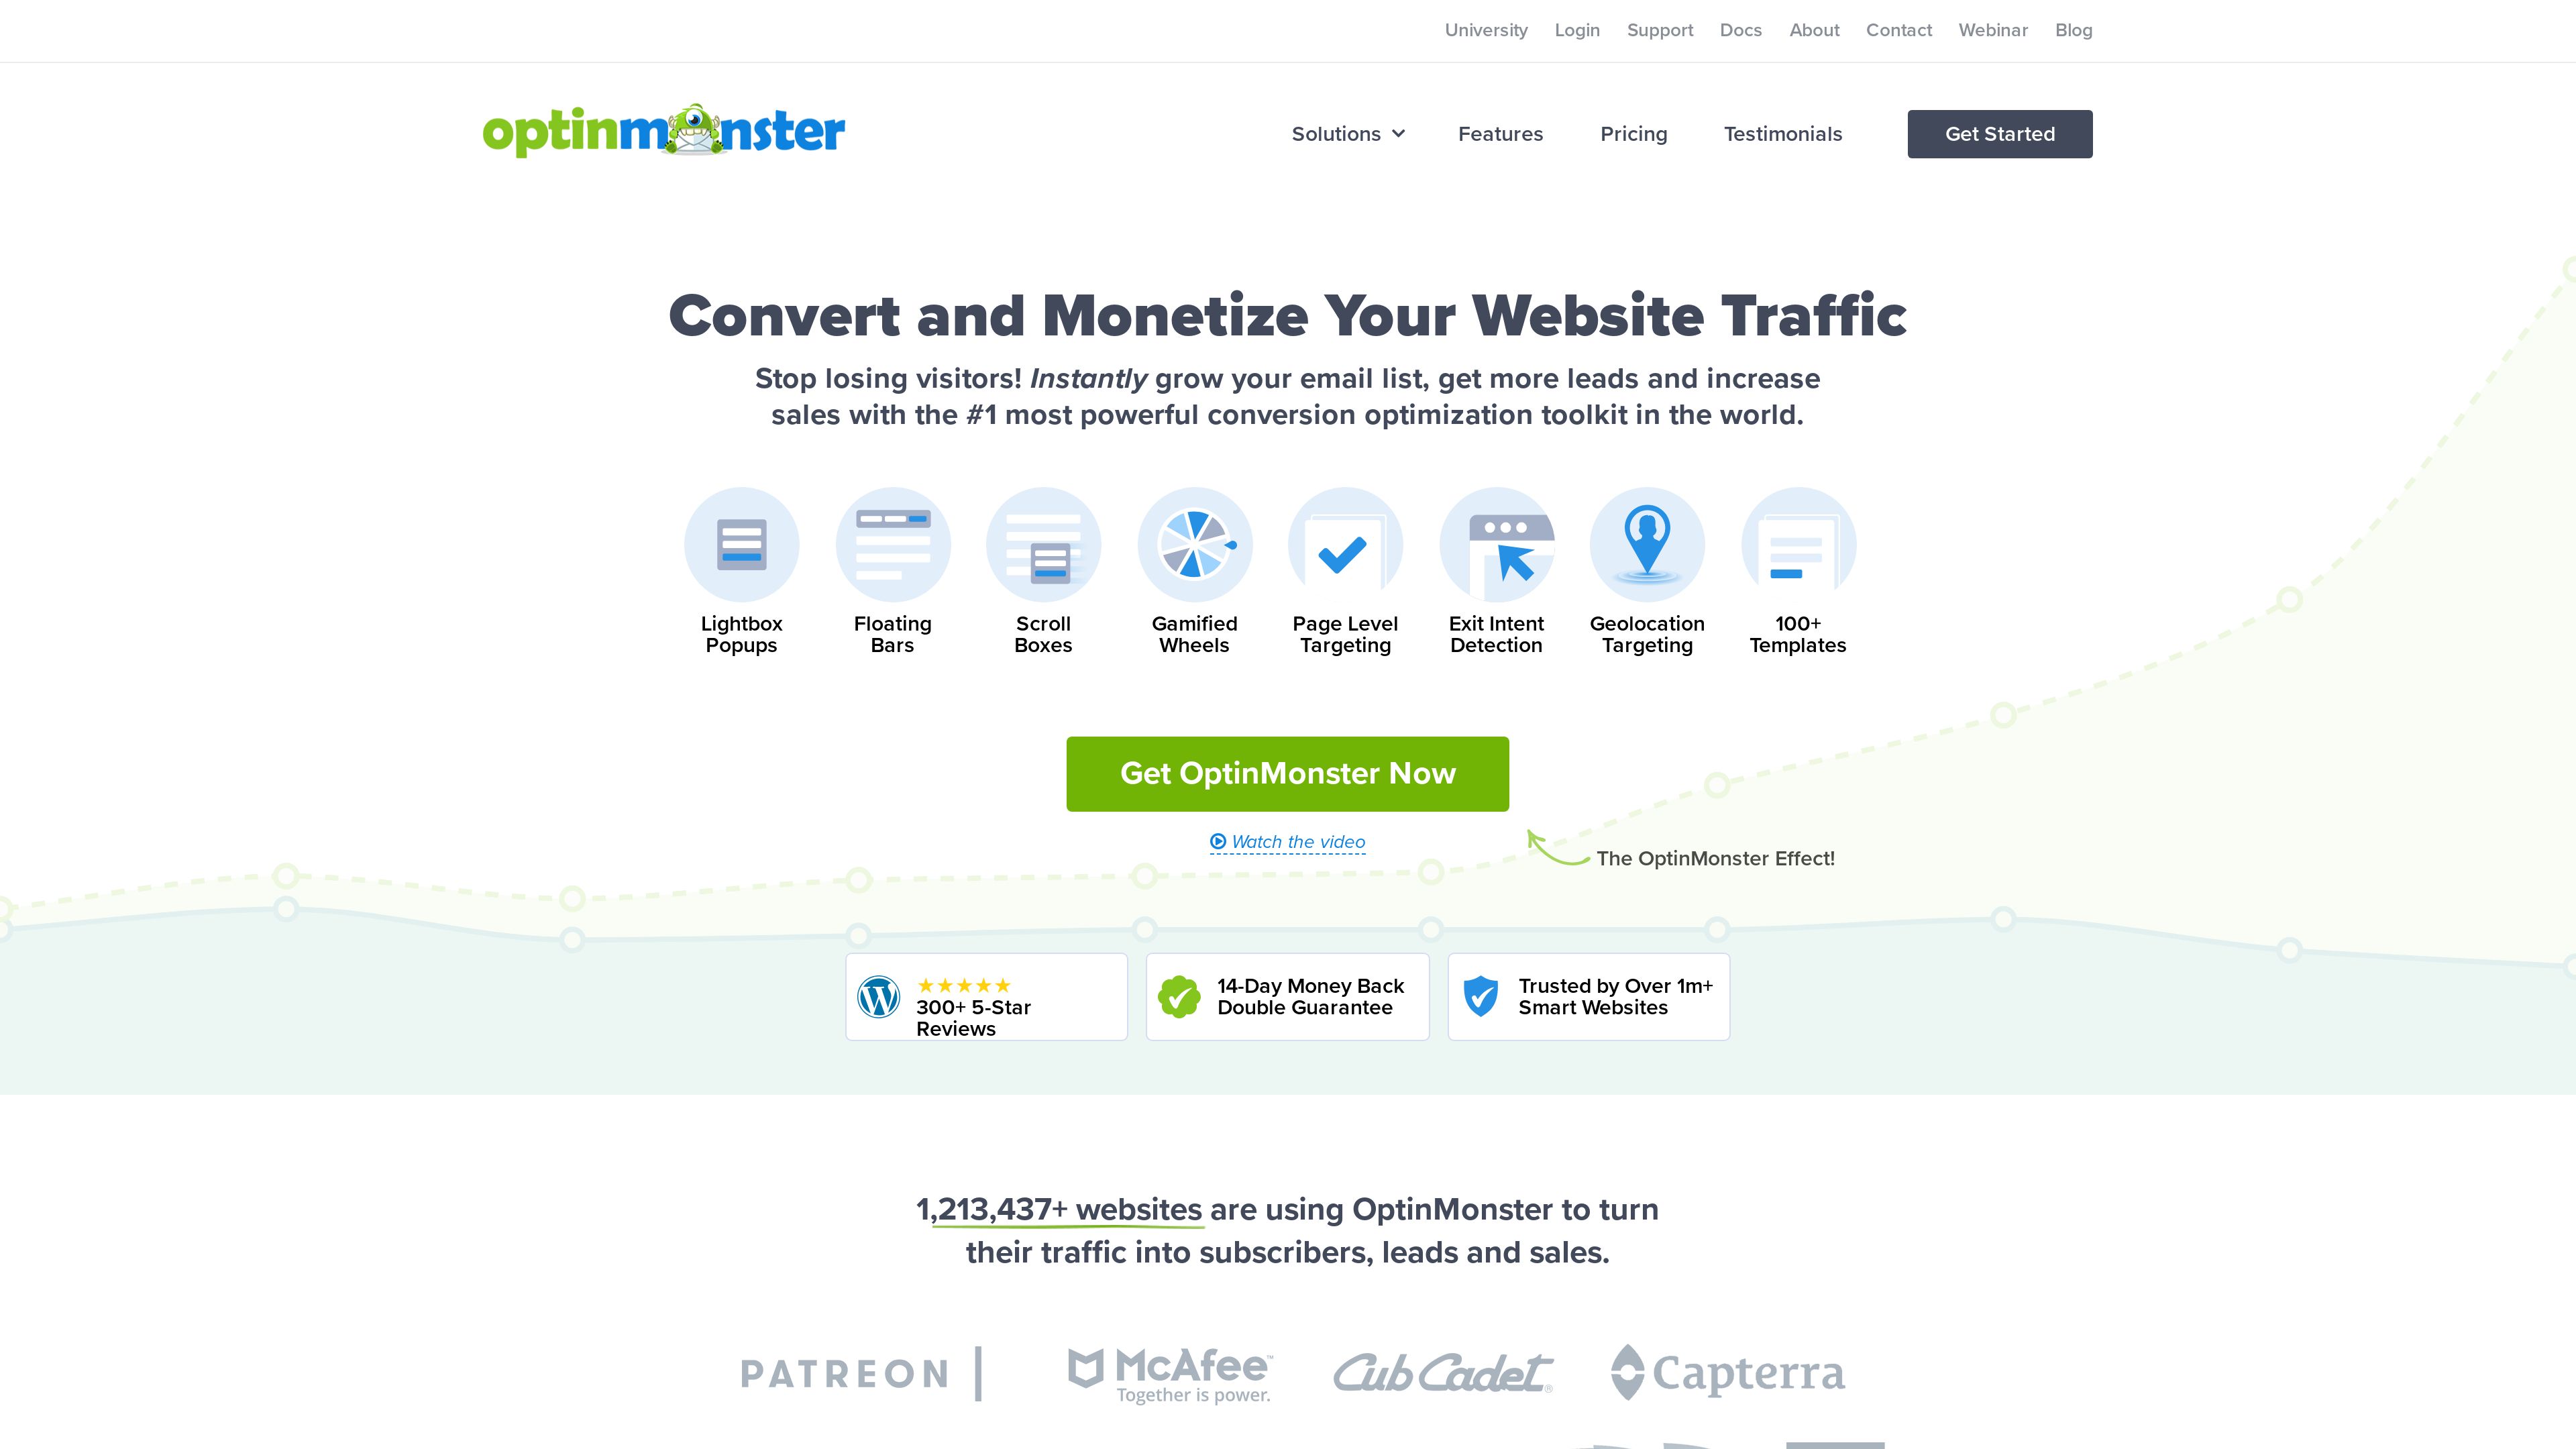 University Login Support Docs About Contact Webinar Blog
optinmonster
Solutions Features Pricing Testimonials Get Started
Convert and Monetize Your Website Traffic
Stop losing visitors! Instantly grow your email list, get more leads and increase
sales with the #1 most powerful conversion optimization toolkit in the world.
Lightbox
Popups
Floating
Bars
Scroll
Boxes
Gamified
Wheels
Page Level
Targeting
Exit Intent
Detection
Geolocation
Targeting
100+
Templates
Get OptinMonster Now
Watch the video
The OptinMonster Effect!
300+ 5-Star
Reviews
14-Day Money Back
Double Guarantee
Trusted by Over 1m+
Smart Websites
1,213,437+ websites are using OptinMonster to turn
their traffic into subscribers, leads and sales.
PATREON
McAfee™
Together is power.
Cub Cadet®
Capterra